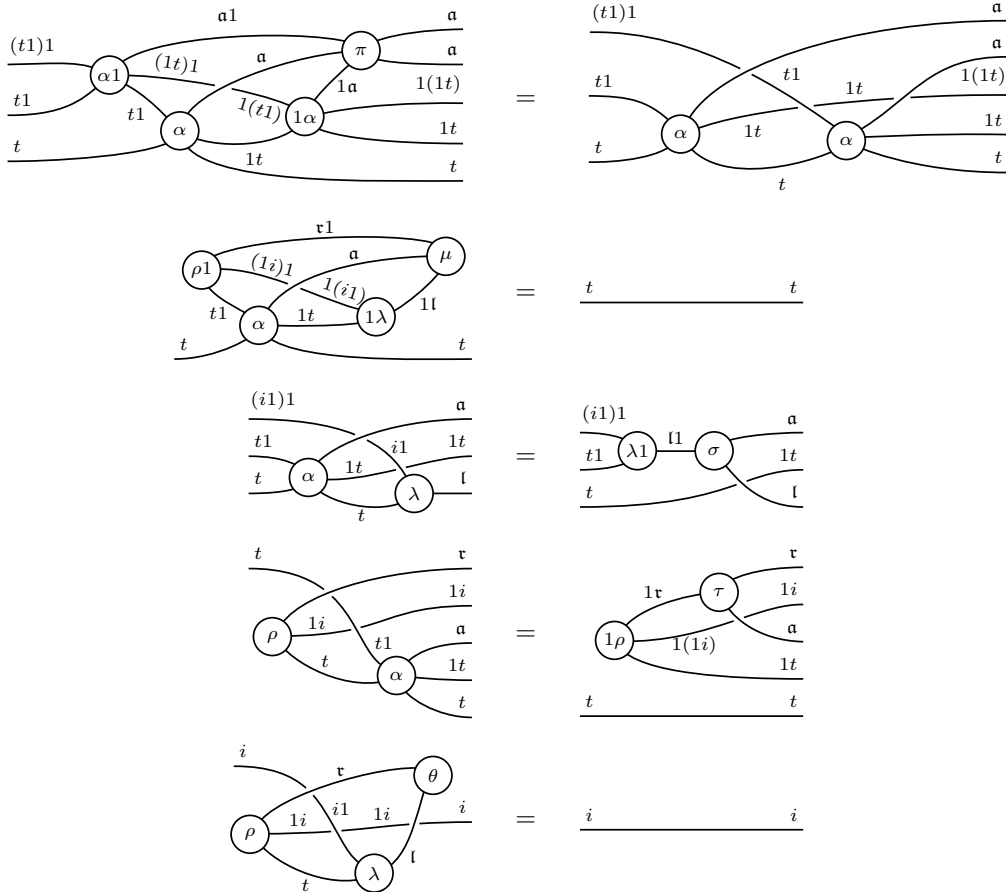 𝔞1
(t1)1 𝔞 𝔞
α1 (1t)1 𝔞 π 𝔞 (t1)1
t1 t1 1(t1) 1𝔞 1(1t) t1 t1 1t 1(1t)
α 1α = α 1t α
t 1t 1t t 1t
t t t
𝔯1
ρ1 (1i)1 𝔞 μ
t1 1(i1) 1𝔩 = t t
α 1t 1λ
t t
(i1)1 𝔞 (i1)1 𝔞
t1 i1 1t = λ1 𝔩1 σ
α 1t λ 𝔩 t1 1t
t t t 𝔩
t 𝔯 𝔯
1i 1𝔯 τ 1i
ρ 1i t1 𝔞 = 1ρ 1(1i) 𝔞
t α 1t 1t
t t t
i 𝔯 θ
ρ 1i i1 1i i = i i
t λ 𝔩